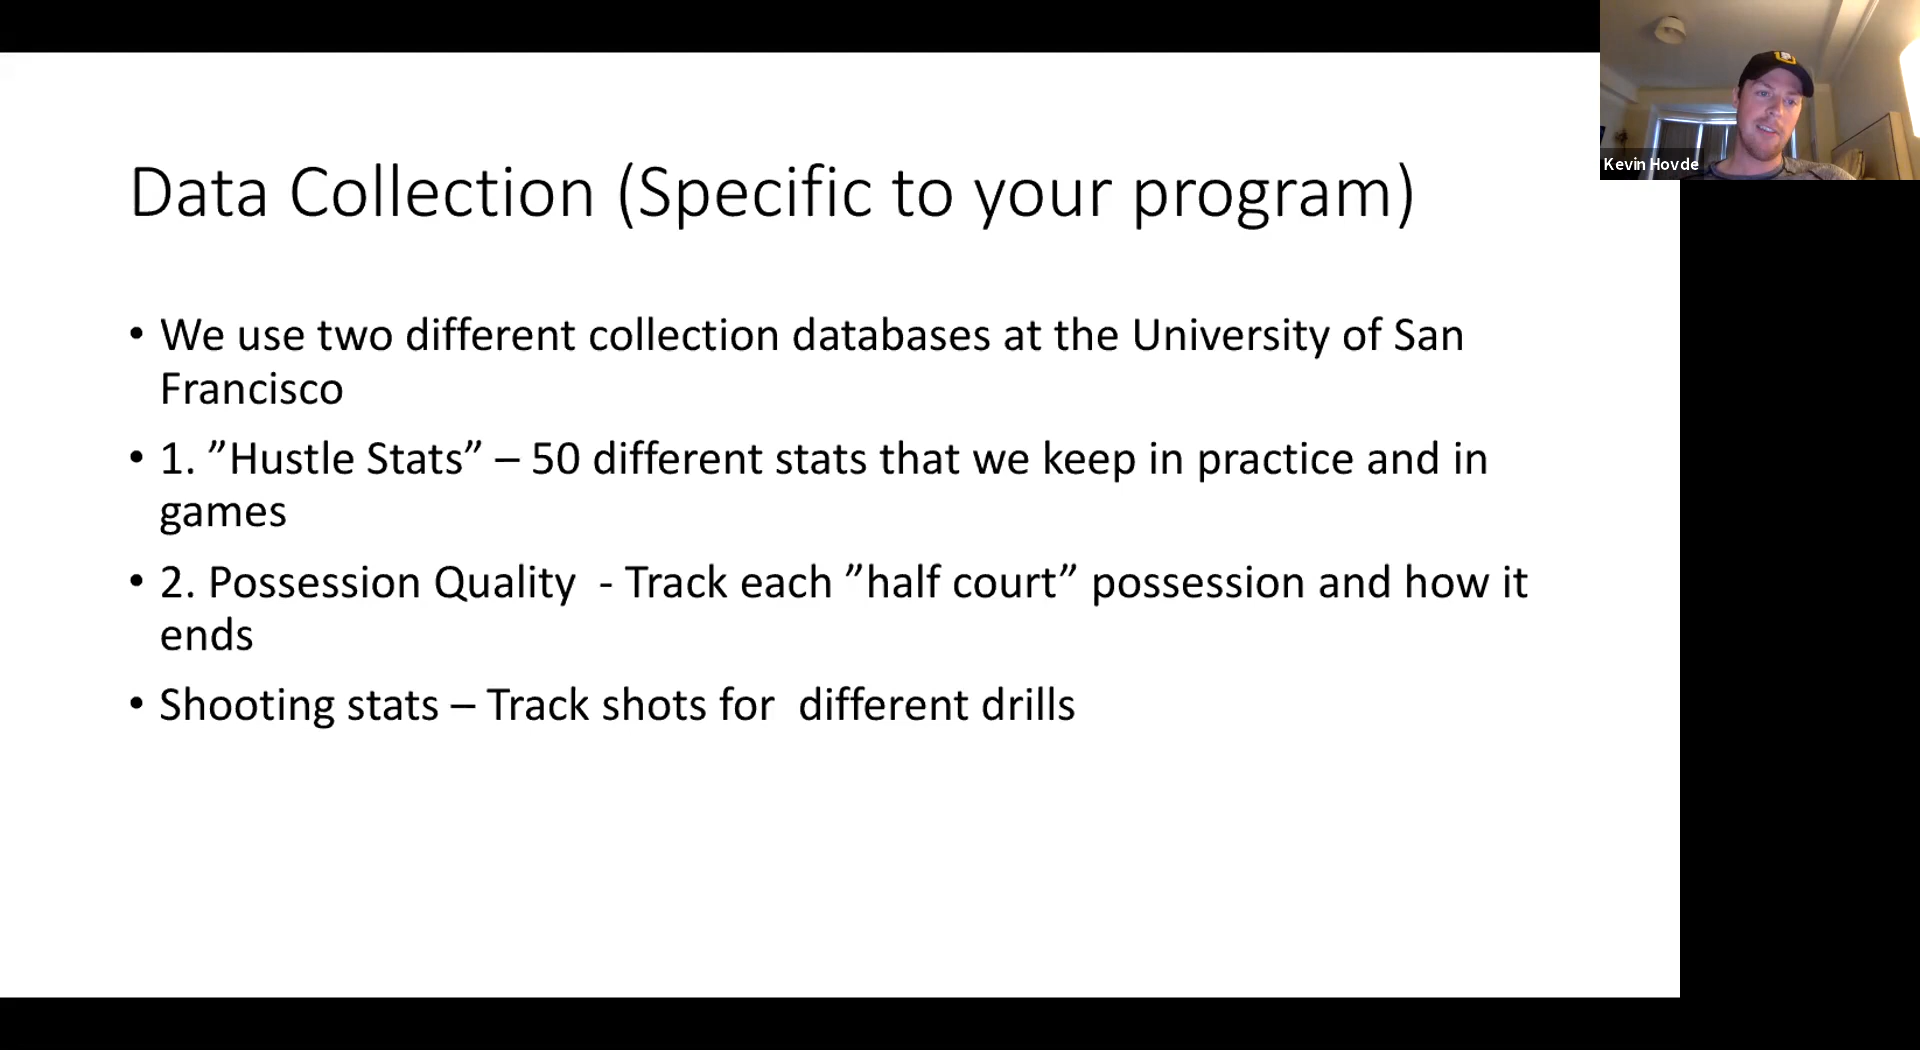 Data Collection (Specific to your program)
• We use two different collection databases at the University of San
Francisco
• 1. ”Hustle Stats” – 50 different stats that we keep in practice and in
games
• 2. Possession Quality  - Track each ”half court” possession and how it
ends
• Shooting stats – Track shots for  different drills
Kevin Hovde